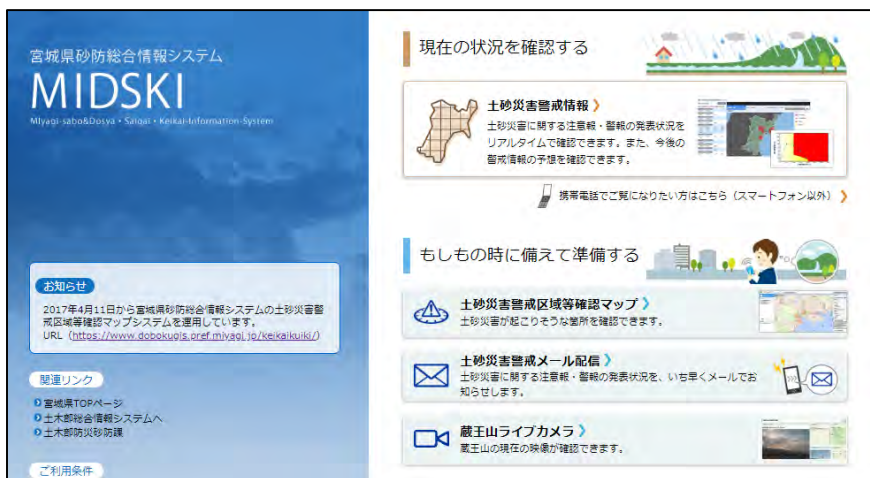 宮城県砂防総合情報システム
MIDSKI
MIyagi-sabo&Dosya・Saigai・Keikai-Information-System
お知らせ
2017年4月11日から宮城県砂防総合情報システムの土砂災害警
戒区域等確認マップシステムを運用しています。
URL（https://www.dobokugis.pref.miyagi.jp/keikaikuiki/）
関連リンク
宮城県TOPページ
土木部総合情報システムへ
土木部防災砂防課
ご利用条件
現在の状況を確認する
土砂災害警戒情報
土砂災害に関する注意報・警報の発表状況を
リアルタイムで確認できます。また、今後の
警戒情報の予想を確認できます。
携帯電話でご覧になりたい方はこちら（スマートフォン以外）
もしもの時に備えて準備する
土砂災害警戒区域等確認マップ
土砂災害が起こりそうな箇所を確認できます。
土砂災害警戒メール配信
土砂災害に関する注意報・警報の発表状況を、いち早くメールでお
知らせします。
蔵王山ライブカメラ
蔵王山の現在の映像が確認できます。